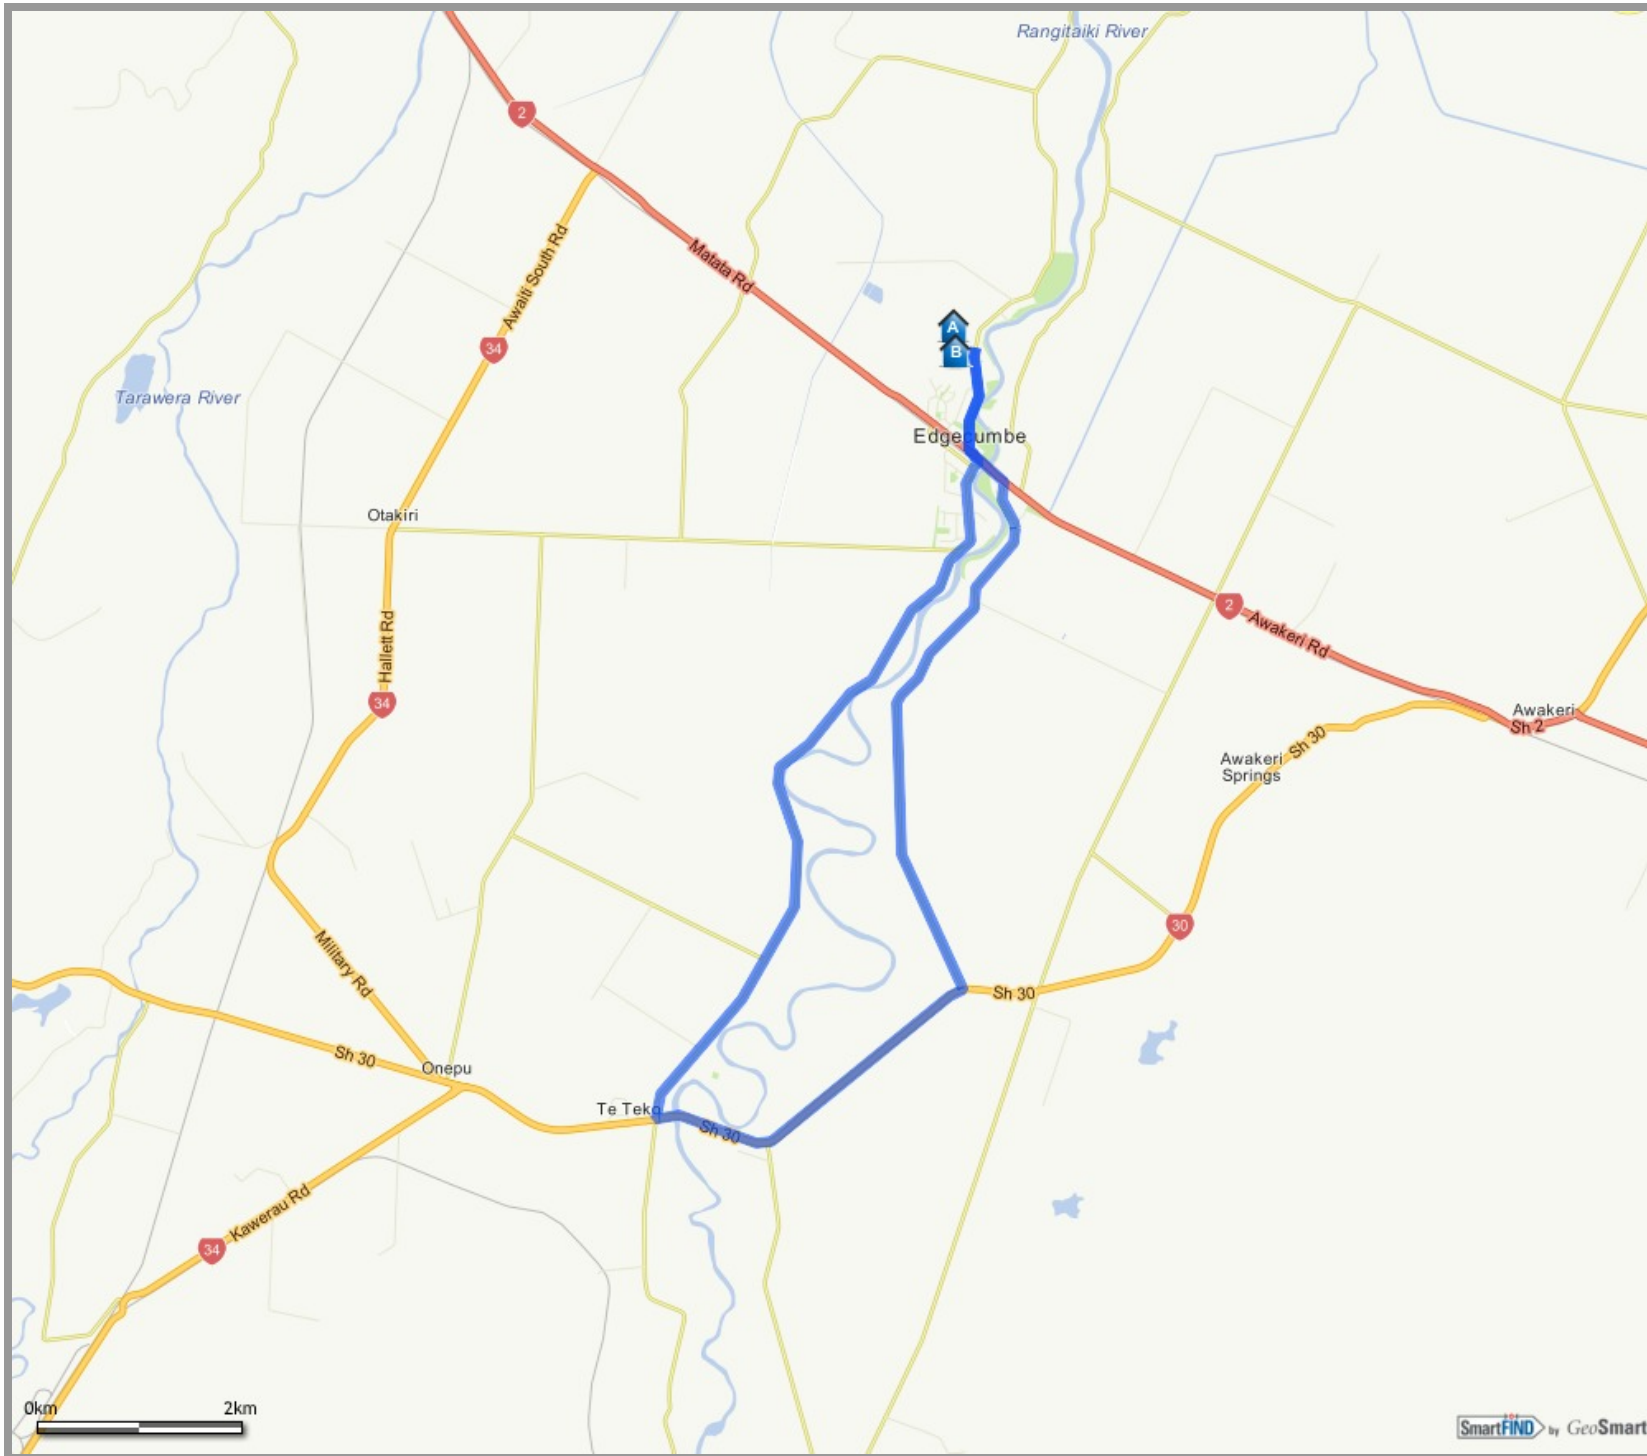 Rangitaiki River
2
Awaiti South Rd
Matata Rd
34
A
B
Tarawera River
Edgecumbe
Otakiri
Hallett Rd
2
Awakeri Rd
34
Awakeri
Sh 2
Sh 30
Awakeri
Springs
30
Military Rd
Sh 30
Sh 30
Onepu
Te Teko
Sh 30
Kawerau Rd
34
0km 2km
SmartFIND by GeoSmart